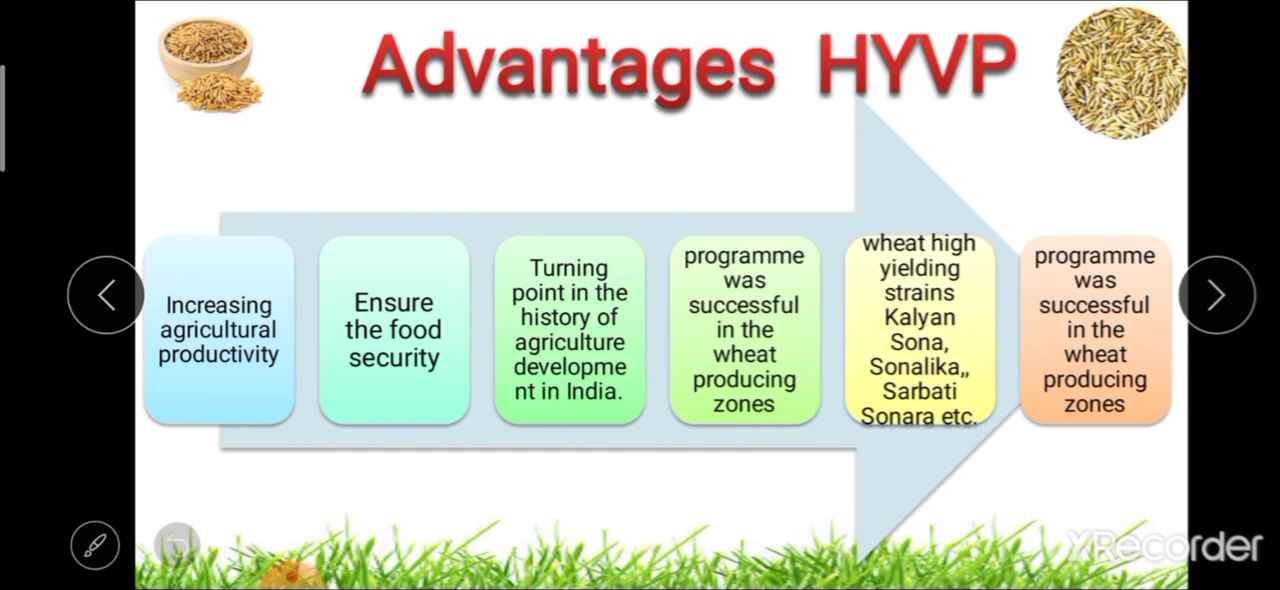 Advantages HYVP
Increasing
agricultural
productivity
Ensure
the food
security
Turning
point in the
history of
agriculture
developme
nt in India.
programme
was
successful
in the
wheat
producing
zones
wheat high
yielding
strains
Kalyan
Sona,
Sonalika,,
Sarbati
Sonara etc.
programme
was
successful
in the
wheat
producing
zones
XRecorder